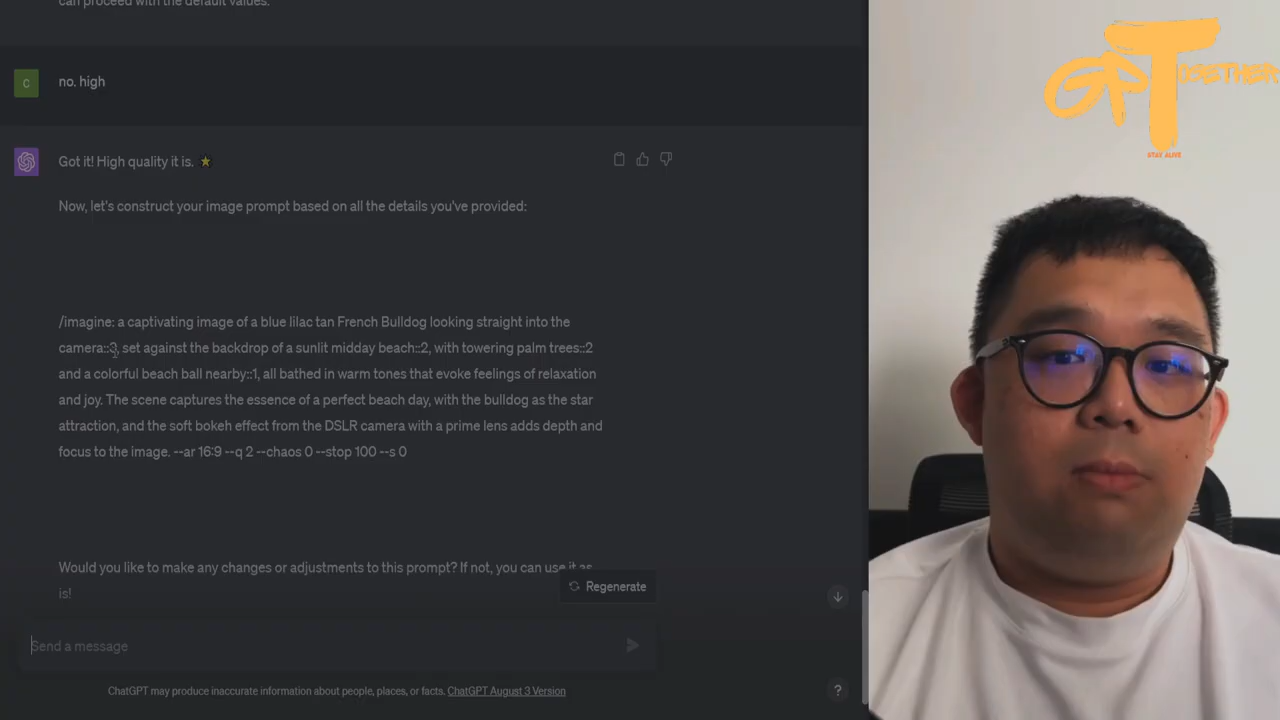 can proceed with the default values.
C
no. high
Got it! High quality it is.
Now, let's construct your image prompt based on all the details you've provided:
/imagine: a captivating image of a blue lilac tan French Bulldog looking straight into the
camera::3, set against the backdrop of a sunlit midday beach::2, with towering palm trees::2
and a colorful beach ball nearby::1, all bathed in warm tones that evoke feelings of relaxation
and joy. The scene captures the essence of a perfect beach day, with the bulldog as the star
attraction, and the soft bokeh effect from the DSLR camera with a prime lens adds depth and
focus to the image. --ar 16:9 --q 2 --chaos 0 --stop 100 --s 0
Would you like to make any changes or adjustments to this prompt? If not, you can use it as
is!
Regenerate
Send a message
ChatGPT may produce inaccurate information about people, places, or facts. ChatGPT August 3 Version
?
GPTOGETHER
STAY ALIVE